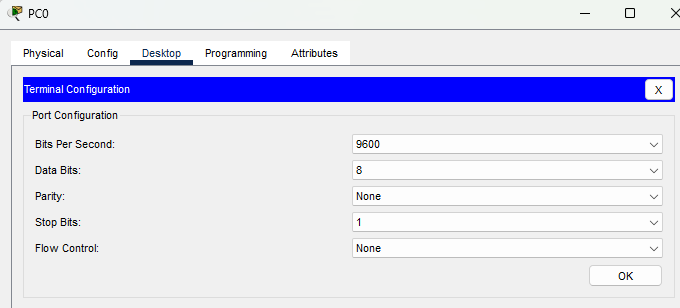 PC0
Physical Config Desktop Programming Attributes
Terminal Configuration X
Port Configuration
Bits Per Second: 9600
Data Bits: 8
Parity: None
Stop Bits: 1
Flow Control: None
OK